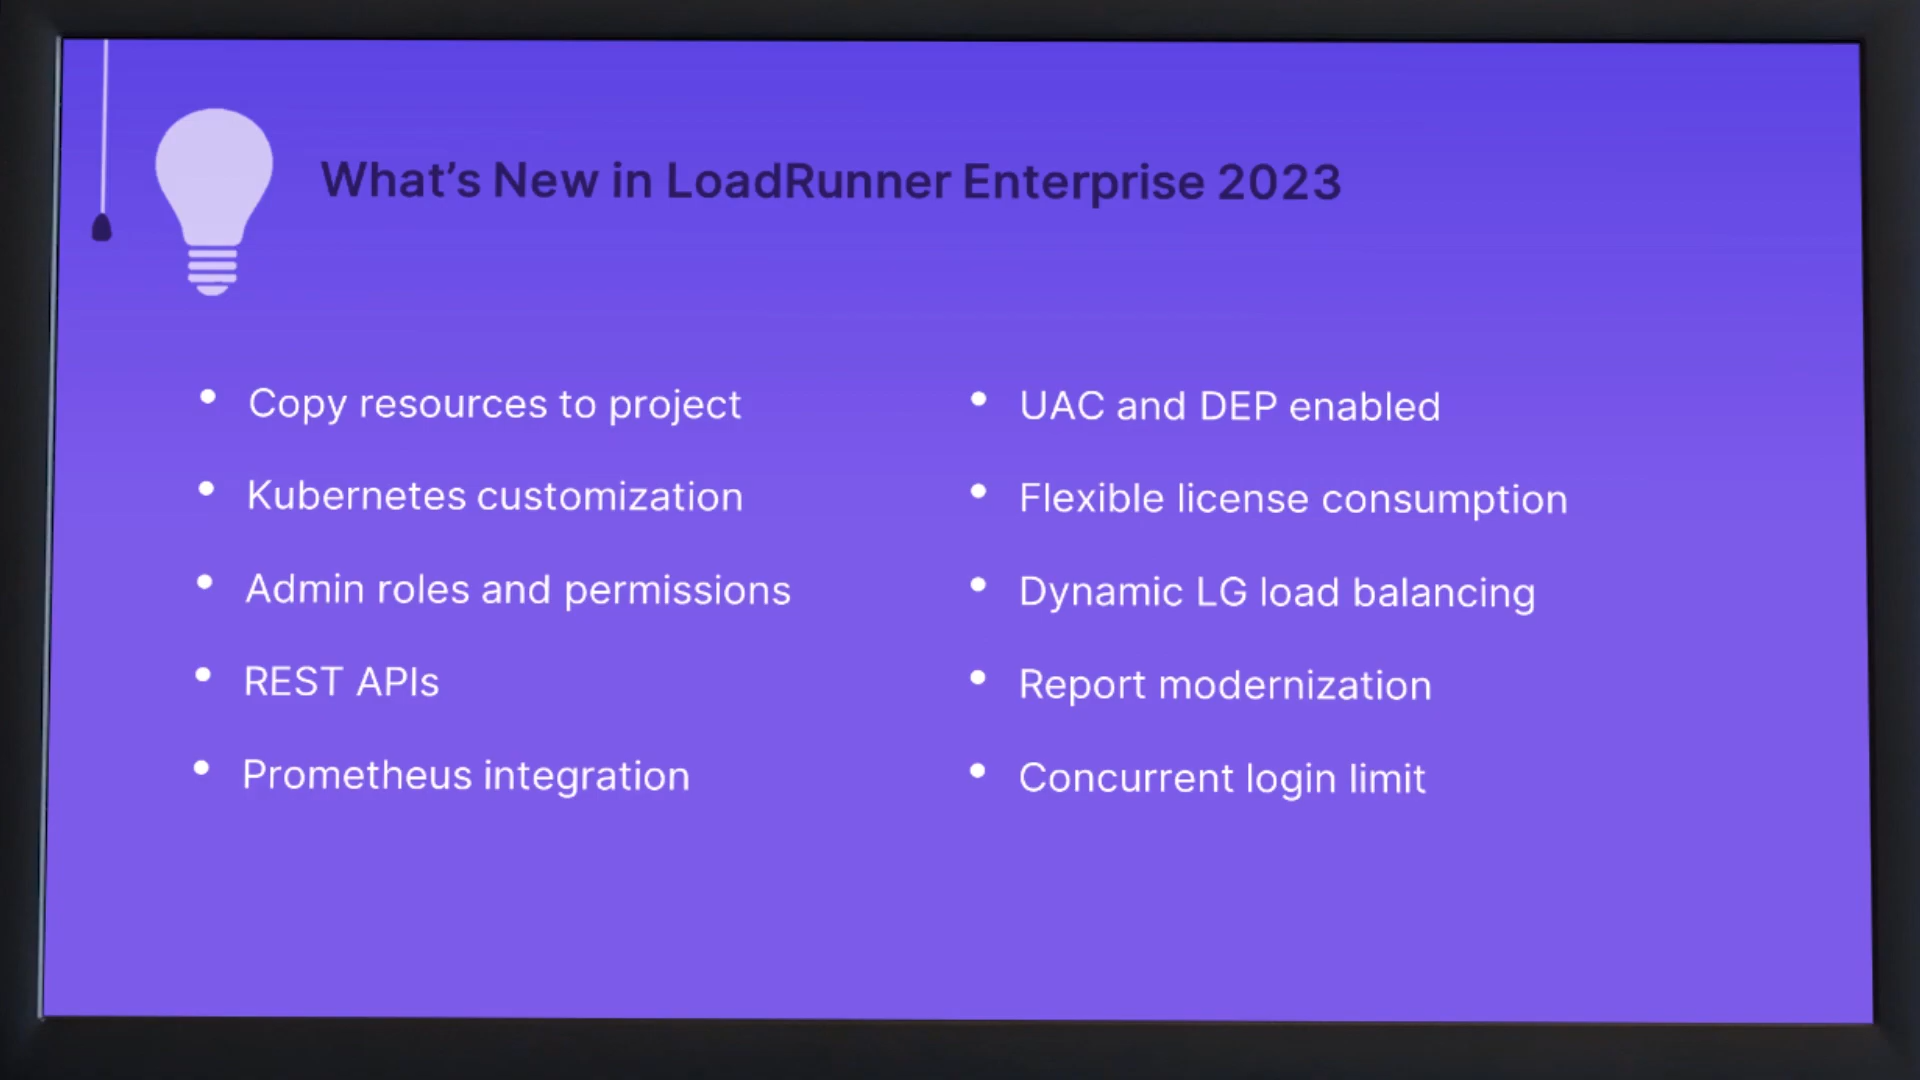 What’s New in LoadRunner Enterprise 2023
• Copy resources to project
• Kubernetes customization
• Admin roles and permissions
• REST APIs
• Prometheus integration
• UAC and DEP enabled
• Flexible license consumption
• Dynamic LG load balancing
• Report modernization
• Concurrent login limit